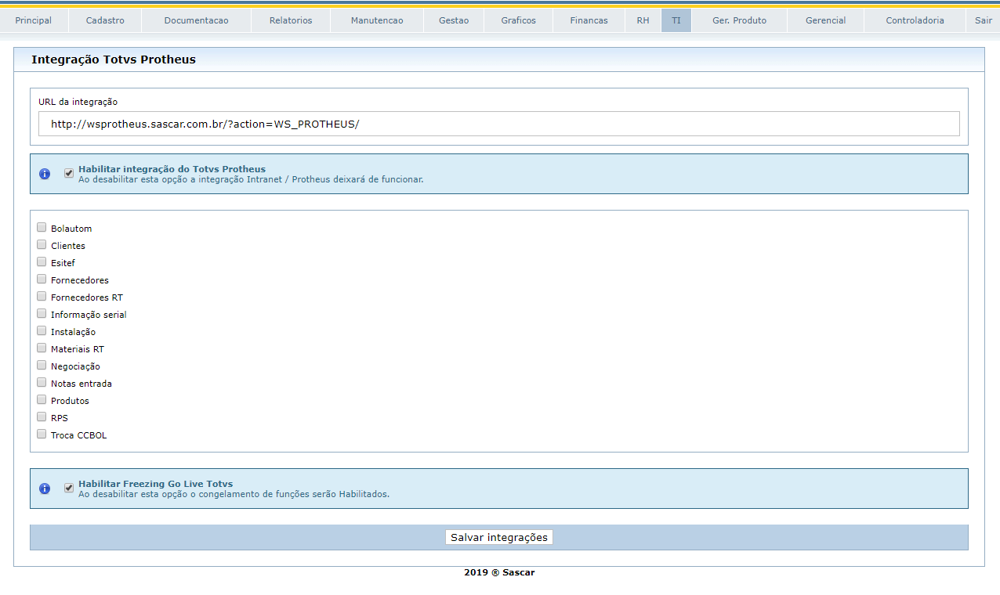 Principal Cadastro Documentacao Relatorios Manutencao Gestao Graficos Financas RH TI Ger. Produto Gerencial Controladoria Sair
Integração Totvs Protheus
URL da integração
http://wsprotheus.sascar.com.br/?action=WS_PROTHEUS/
Habilitar integração do Totvs Protheus
Ao desabilitar esta opção a integração Intranet / Protheus deixará de funcionar.
Bolautom
Clientes
Esitef
Fornecedores
Fornecedores RT
Informação serial
Instalação
Materiais RT
Negociação
Notas entrada
Produtos
RPS
Troca CCBOL
Habilitar Freezing Go Live Totvs
Ao desabilitar esta opção o congelamento de funções serão Habilitados.
Salvar integrações
2019 ® Sascar